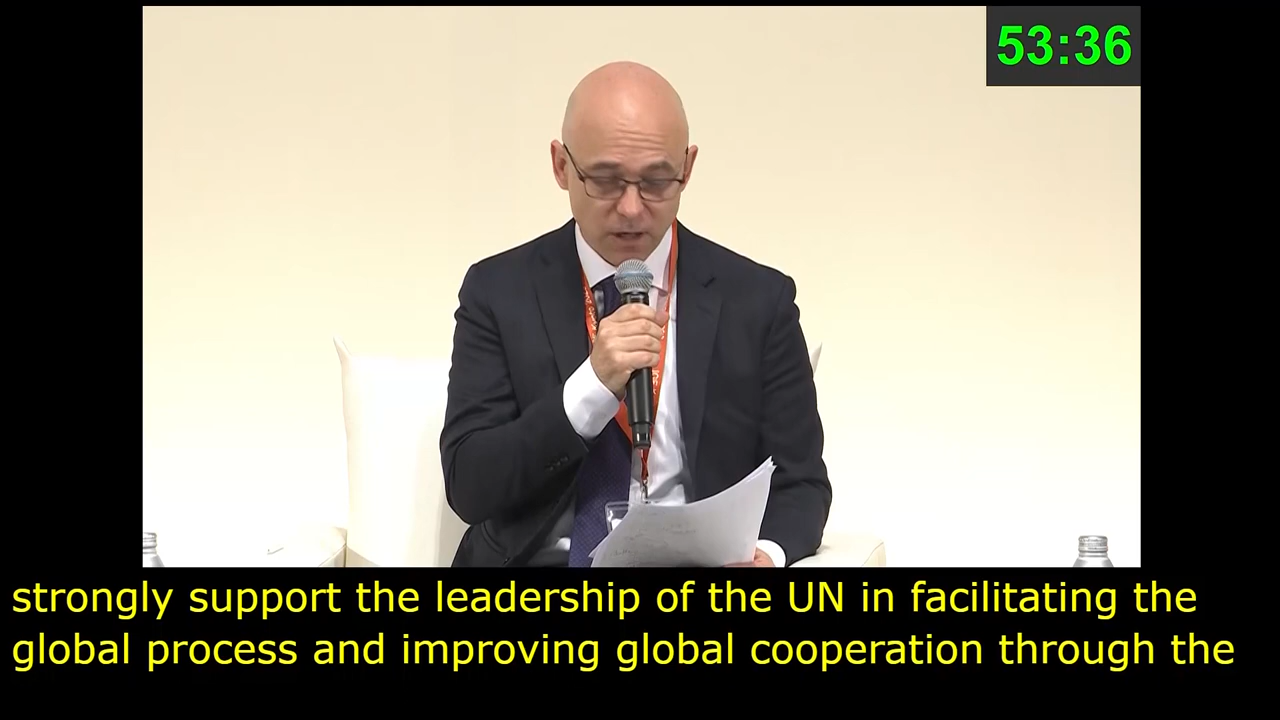 53:36
strongly support the leadership of the UN in facilitating the
global process and improving global cooperation through the